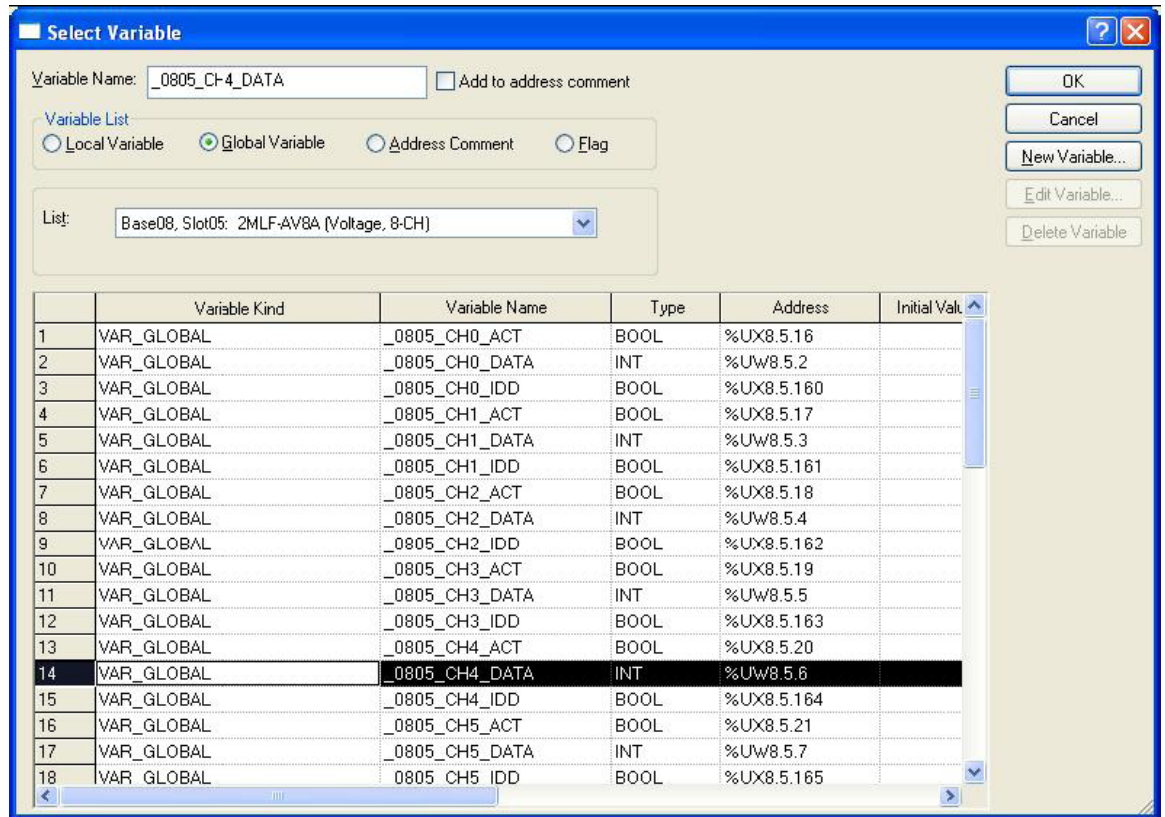 Select Variable
Variable Name: _0805_CH4_DATA Add to address comment OK
Variable List Cancel
Local Variable Global Variable Address Comment Flag New Variable...
Edit Variable...
List: Base08, Slot05: 2MLF-AV8A (Voltage, 8-CH) Delete Variable
Variable Kind Variable Name Type Address Initial Valu
1 VAR_GLOBAL _0805_CH0_ACT BOOL %UX8.5.16
2 VAR_GLOBAL _0805_CH0_DATA INT %UW8.5.2
3 VAR_GLOBAL _0805_CH0_IDD BOOL %UX8.5.160
4 VAR_GLOBAL _0805_CH1_ACT BOOL %UX8.5.17
5 VAR_GLOBAL _0805_CH1_DATA INT %UW8.5.3
6 VAR_GLOBAL _0805_CH1_IDD BOOL %UX8.5.161
7 VAR_GLOBAL _0805_CH2_ACT BOOL %UX8.5.18
8 VAR_GLOBAL _0805_CH2_DATA INT %UW8.5.4
9 VAR_GLOBAL _0805_CH2_IDD BOOL %UX8.5.162
10 VAR_GLOBAL _0805_CH3_ACT BOOL %UX8.5.19
11 VAR_GLOBAL _0805_CH3_DATA INT %UW8.5.5
12 VAR_GLOBAL _0805_CH3_IDD BOOL %UX8.5.163
13 VAR_GLOBAL _0805_CH4_ACT BOOL %UX8.5.20
14 VAR_GLOBAL _0805_CH4_DATA INT %UW8.5.6
15 VAR_GLOBAL _0805_CH4_IDD BOOL %UX8.5.164
16 VAR_GLOBAL _0805_CH5_ACT BOOL %UX8.5.21
17 VAR_GLOBAL _0805_CH5_DATA INT %UW8.5.7
18 VAR_GLOBAL _0805_CH5_IDD BOOL %UX8.5.165